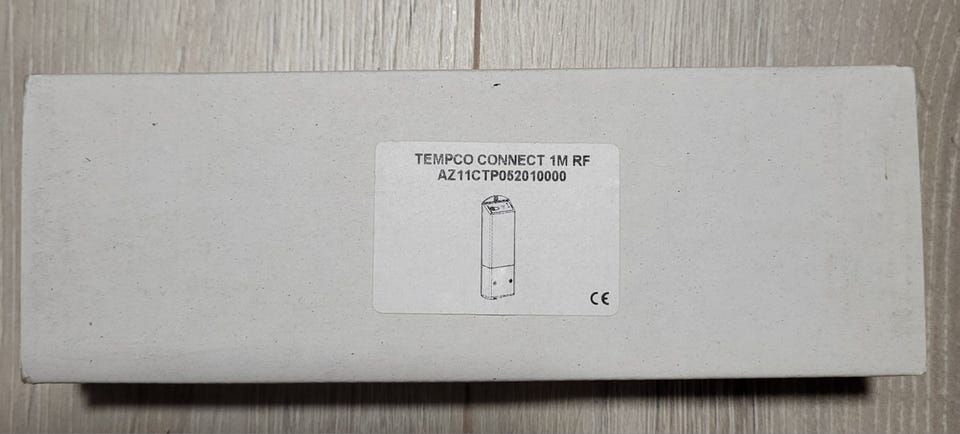 TEMPCO CONNECT 1M RF
AZ11CTP052010000
CE